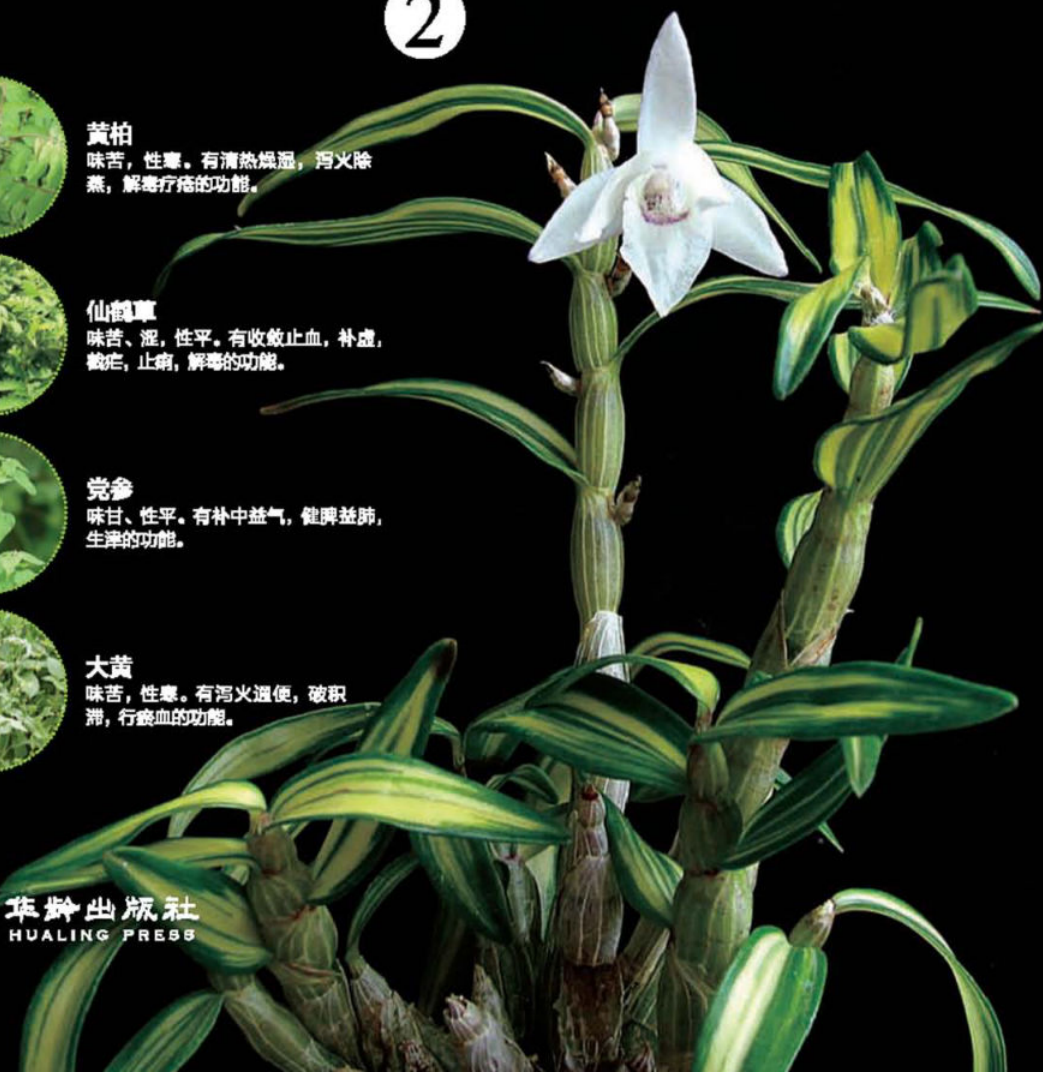 2
黄柏
味苦，性寒。有清热燥湿，泻火除
蒸，解毒疗疮的功能。
仙鹤草
味苦、涩，性平。有收敛止血，补虚，
截疟，止痢，解毒的功能。
党参
味甘、性平。有补中益气，健脾益肺，
生津的功能。
大黄
味苦，性寒。有泻火通便，破积
滞，行瘀血的功能。
华龄出版社
HUALING PRESS